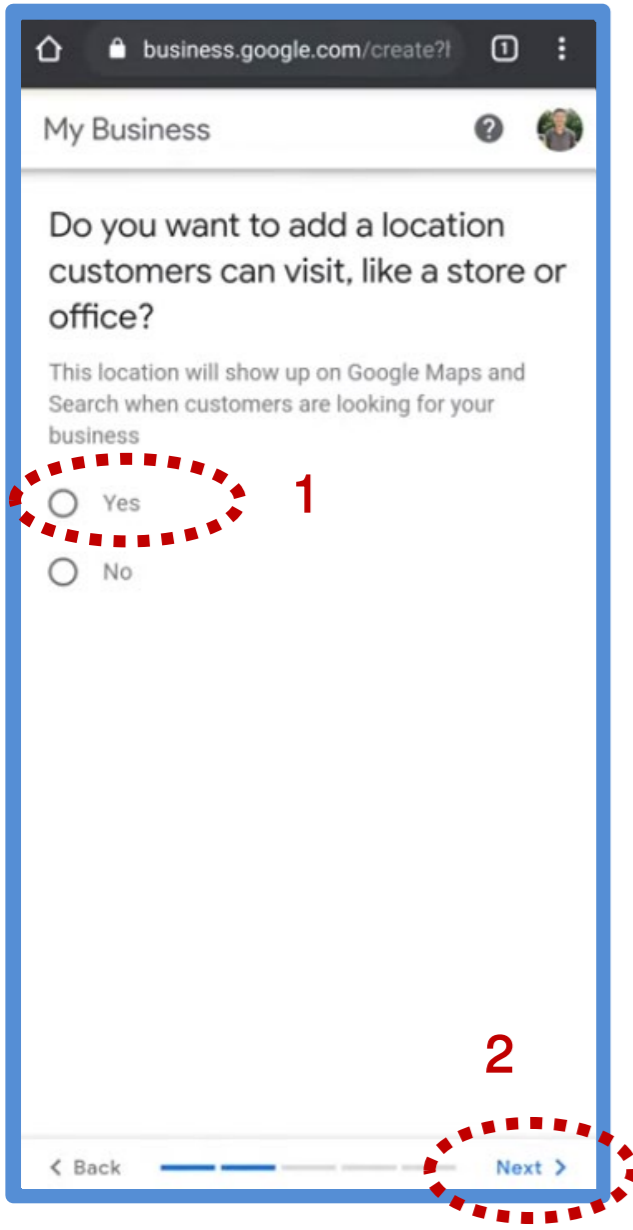 business.google.com/create?
1
My Business
?
Do you want to add a location
customers can visit, like a store or
office?
This location will show up on Google Maps and
Search when customers are looking for your
business
Yes
1
No
2
< Back
Next >